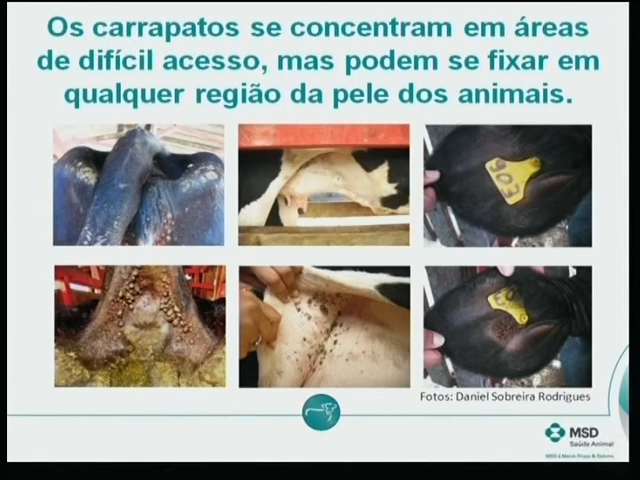 Os carrapatos se concentram em áreas
de difícil acesso, mas podem se fixar em
qualquer região da pele dos animais.
Fotos: Daniel Sobreira Rodrigues
MSD
Saúde Animal